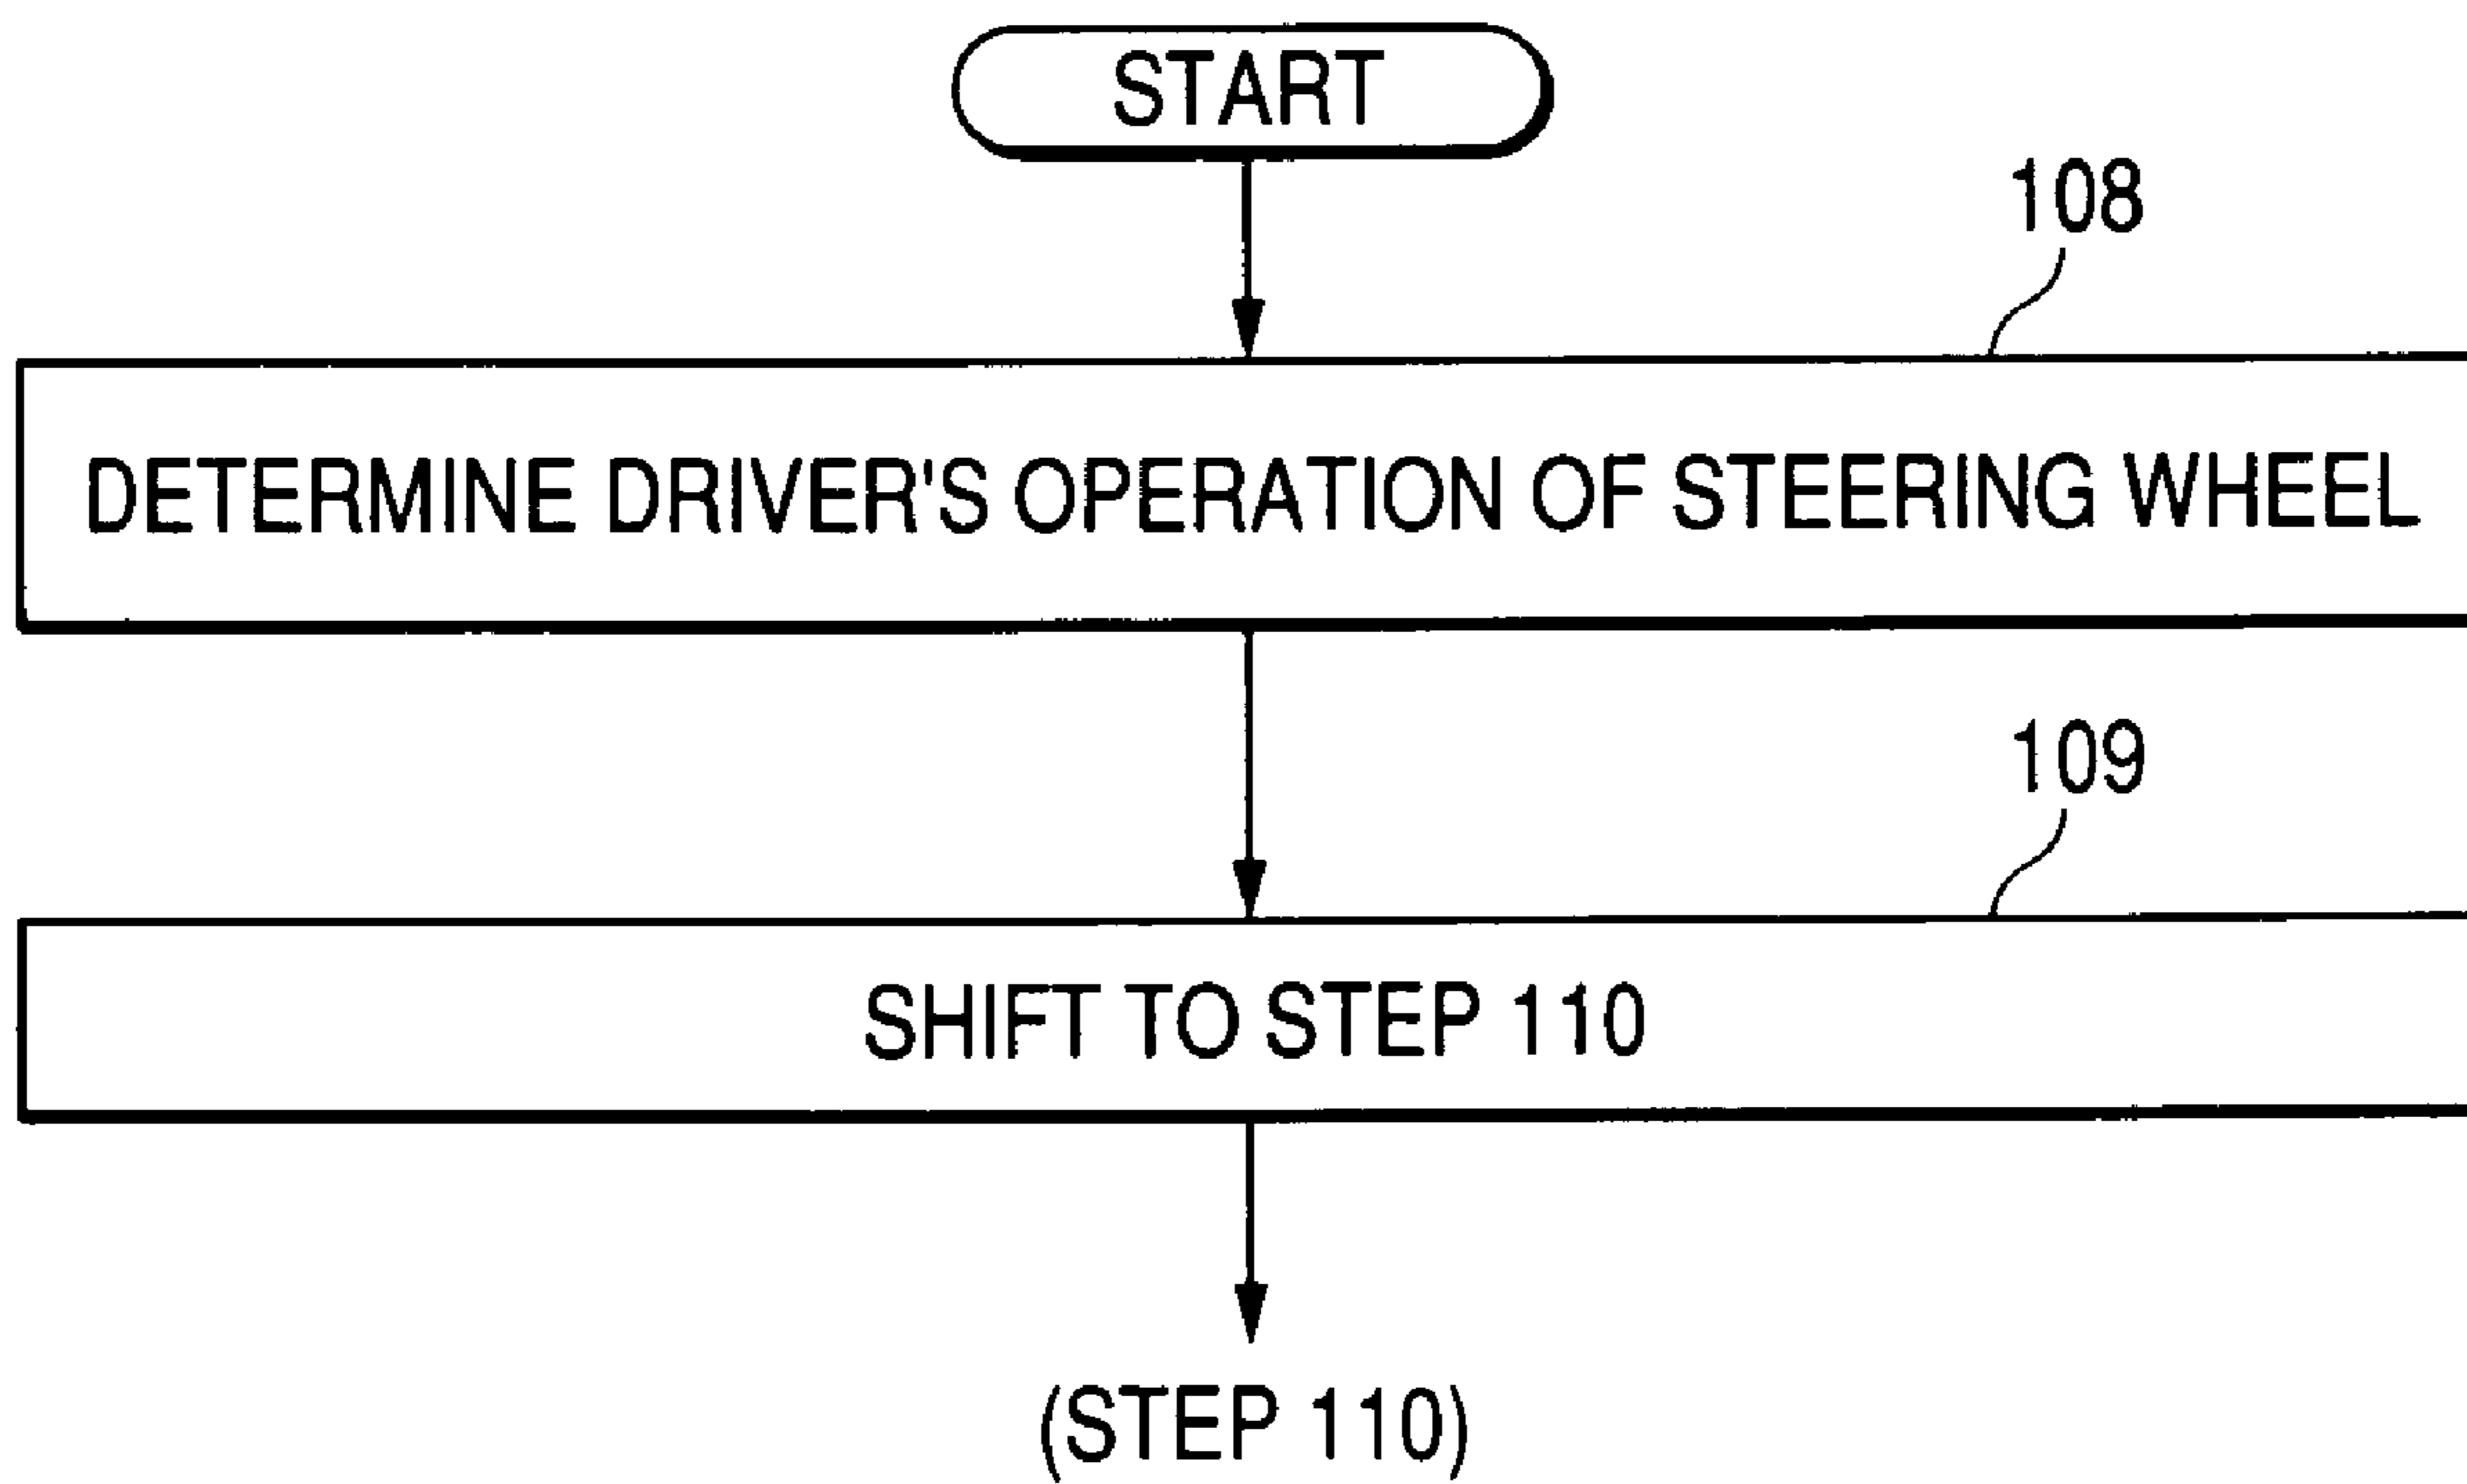 START
108
DETERMINE DRIVER'S OPERATION OF STEERING WHEEL
109
SHIFT TO STEP 110
(STEP 110)